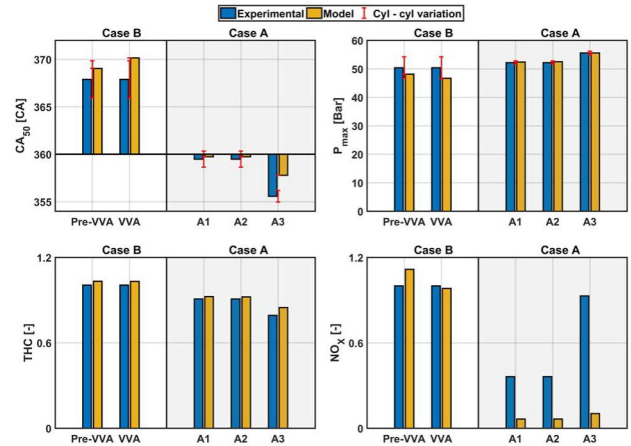 Experimental Model Cyl - cyl variation
Case B Case A
CA50 [CA]
370
365
360
355
Pre-VVA VVA A1 A2 A3
Case B Case A
Pmax [Bar]
60
50
40
30
20
10
0
Pre-VVA VVA A1 A2 A3
Case B Case A
THC [-]
1.2
0.6
0
Pre-VVA VVA A1 A2 A3
Case B Case A
NOX [-]
1.2
0.6
0
Pre-VVA VVA A1 A2 A3